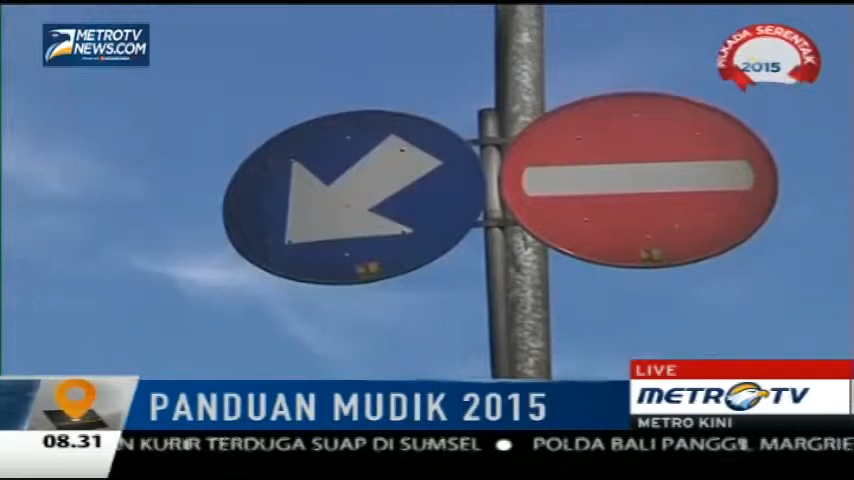 METROTV
NEWS.COM
PILKADA SERENTAK
2015
LIVE
METRO TV
METRO KINI
PANDUAN MUDIK 2015
08.31
N KURIR TERDUGA SUAP DI SUMSEL ● POLDA BALI PANGGIL MARGRIE